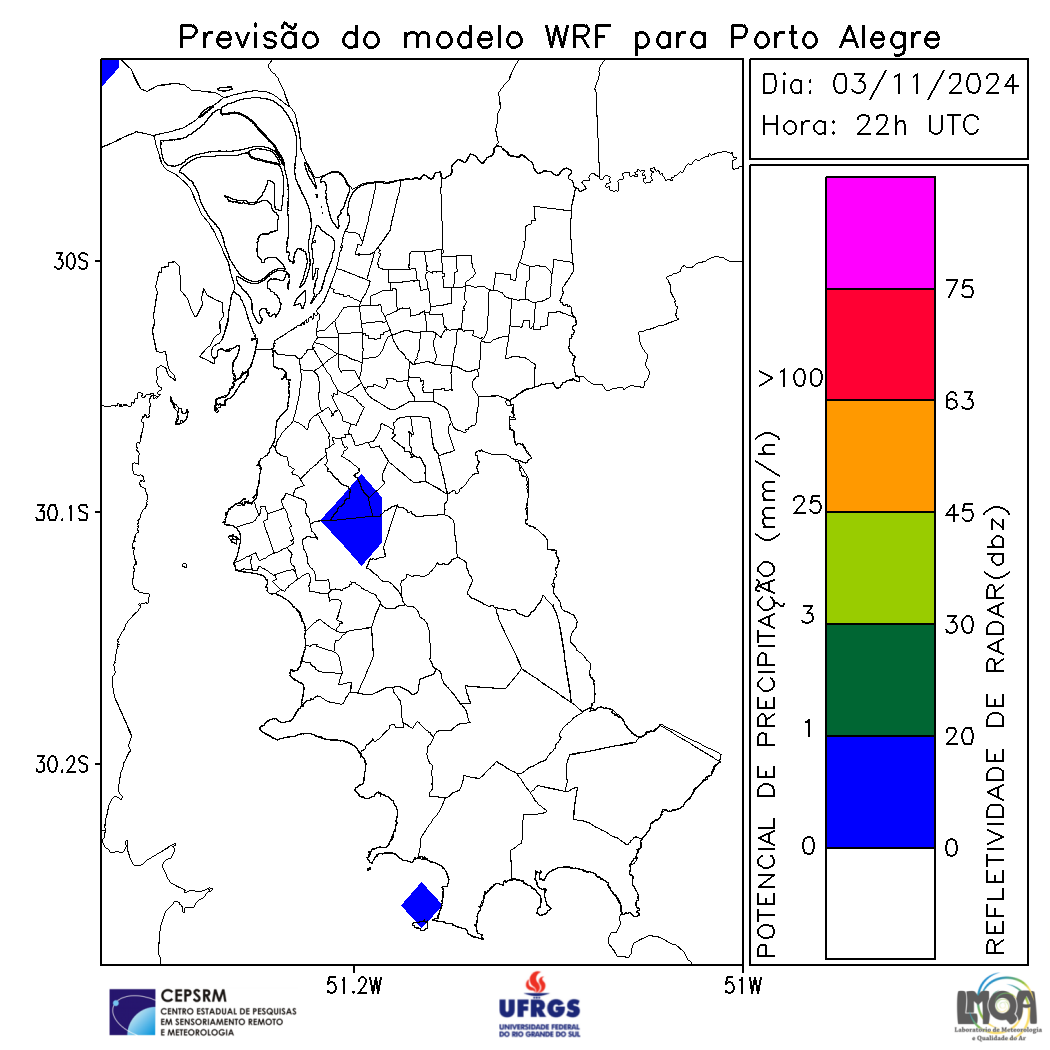 Previsão do modelo WRF para Porto Alegre
Dia: 03/11/2024
Hora: 22h UTC
30S
30.1S
30.2S
51.2W
51W
POTENCIAL DE PRECIPITAÇÃO (mm/h)
>100
25
3
1
0
75
63
45
30
20
0
REFLETIVIDADE DE RADAR(dbz)
CEPSRM
CENTRO ESTADUAL DE PESQUISAS
EM SENSORIAMENTO REMOTO
E METEOROLOGIA
UFRGS
UNIVERSIDADE FEDERAL
DO RIO GRANDE DO SUL
LMQA
Laboratório de Meteorologia
e Qualidade do Ar